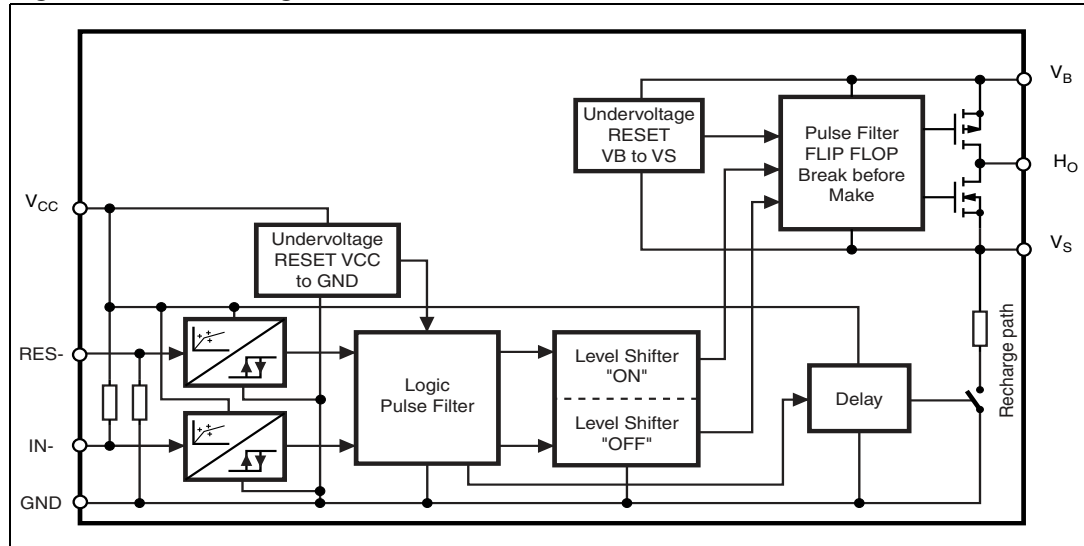 V_B
Undervoltage
RESET
VB to VS
Pulse Filter
FLIP FLOP
Break before
Make
H_O
V_CC
V_S
Undervoltage
RESET VCC
to GND
RES-
Logic
Pulse Filter
Level Shifter
"ON"
Level Shifter
"OFF"
Delay
Recharge path
IN-
GND